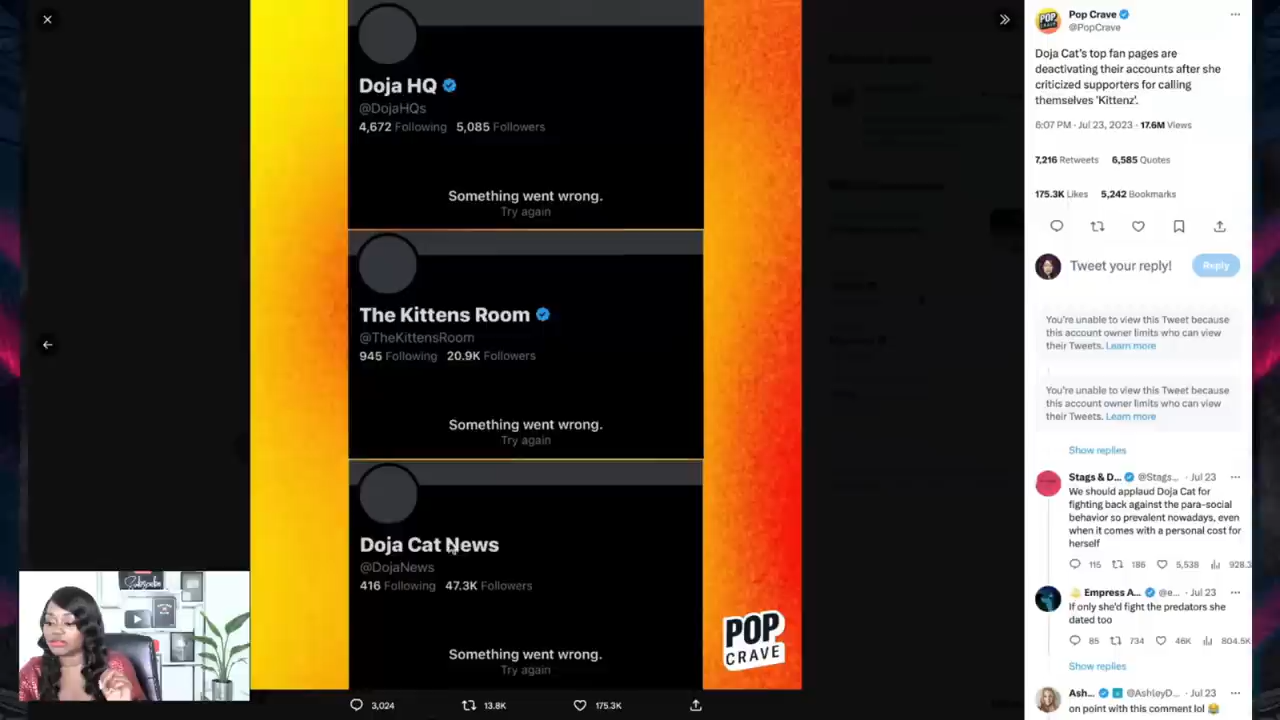 Doja HQ
@DojaHQs
4,672 Following 5,085 Followers
Something went wrong.
Try again
The Kittens Room
@TheKittensRoom
945 Following 20.9K Followers
Something went wrong.
Try again
Doja Cat News
@DojaNews
416 Following 47.3K Followers
Something went wrong.
Try again
POP
CRAVE
3,024 13.8K 175.3K
Subscribe
POP
CRAVE
Pop Crave
@PopCrave
Doja Cat's top fan pages are
deactivating their accounts after she
criticized supporters for calling
themselves 'Kittenz'.
6:07 PM · Jul 23, 2023 · 17.6M Views
7,216 Retweets 6,585 Quotes
175.3K Likes 5,242 Bookmarks
Tweet your reply!
Reply
You're unable to view this Tweet because
this account owner limits who can view
their Tweets. Learn more
You're unable to view this Tweet because
this account owner limits who can view
their Tweets. Learn more
Show replies
Stags & D... @Stags... · Jul 23
We should applaud Doja Cat for
fighting back against the para-social
behavior so prevalent nowadays, even
when it comes with a personal cost for
herself
115 186 5,538 928.3
Empress A... @e... · Jul 23
If only she'd fight the predators she
dated too
85 734 46K 804.5K
Show replies
Ash... @AshleyD... · Jul 23
on point with this comment lol 😂